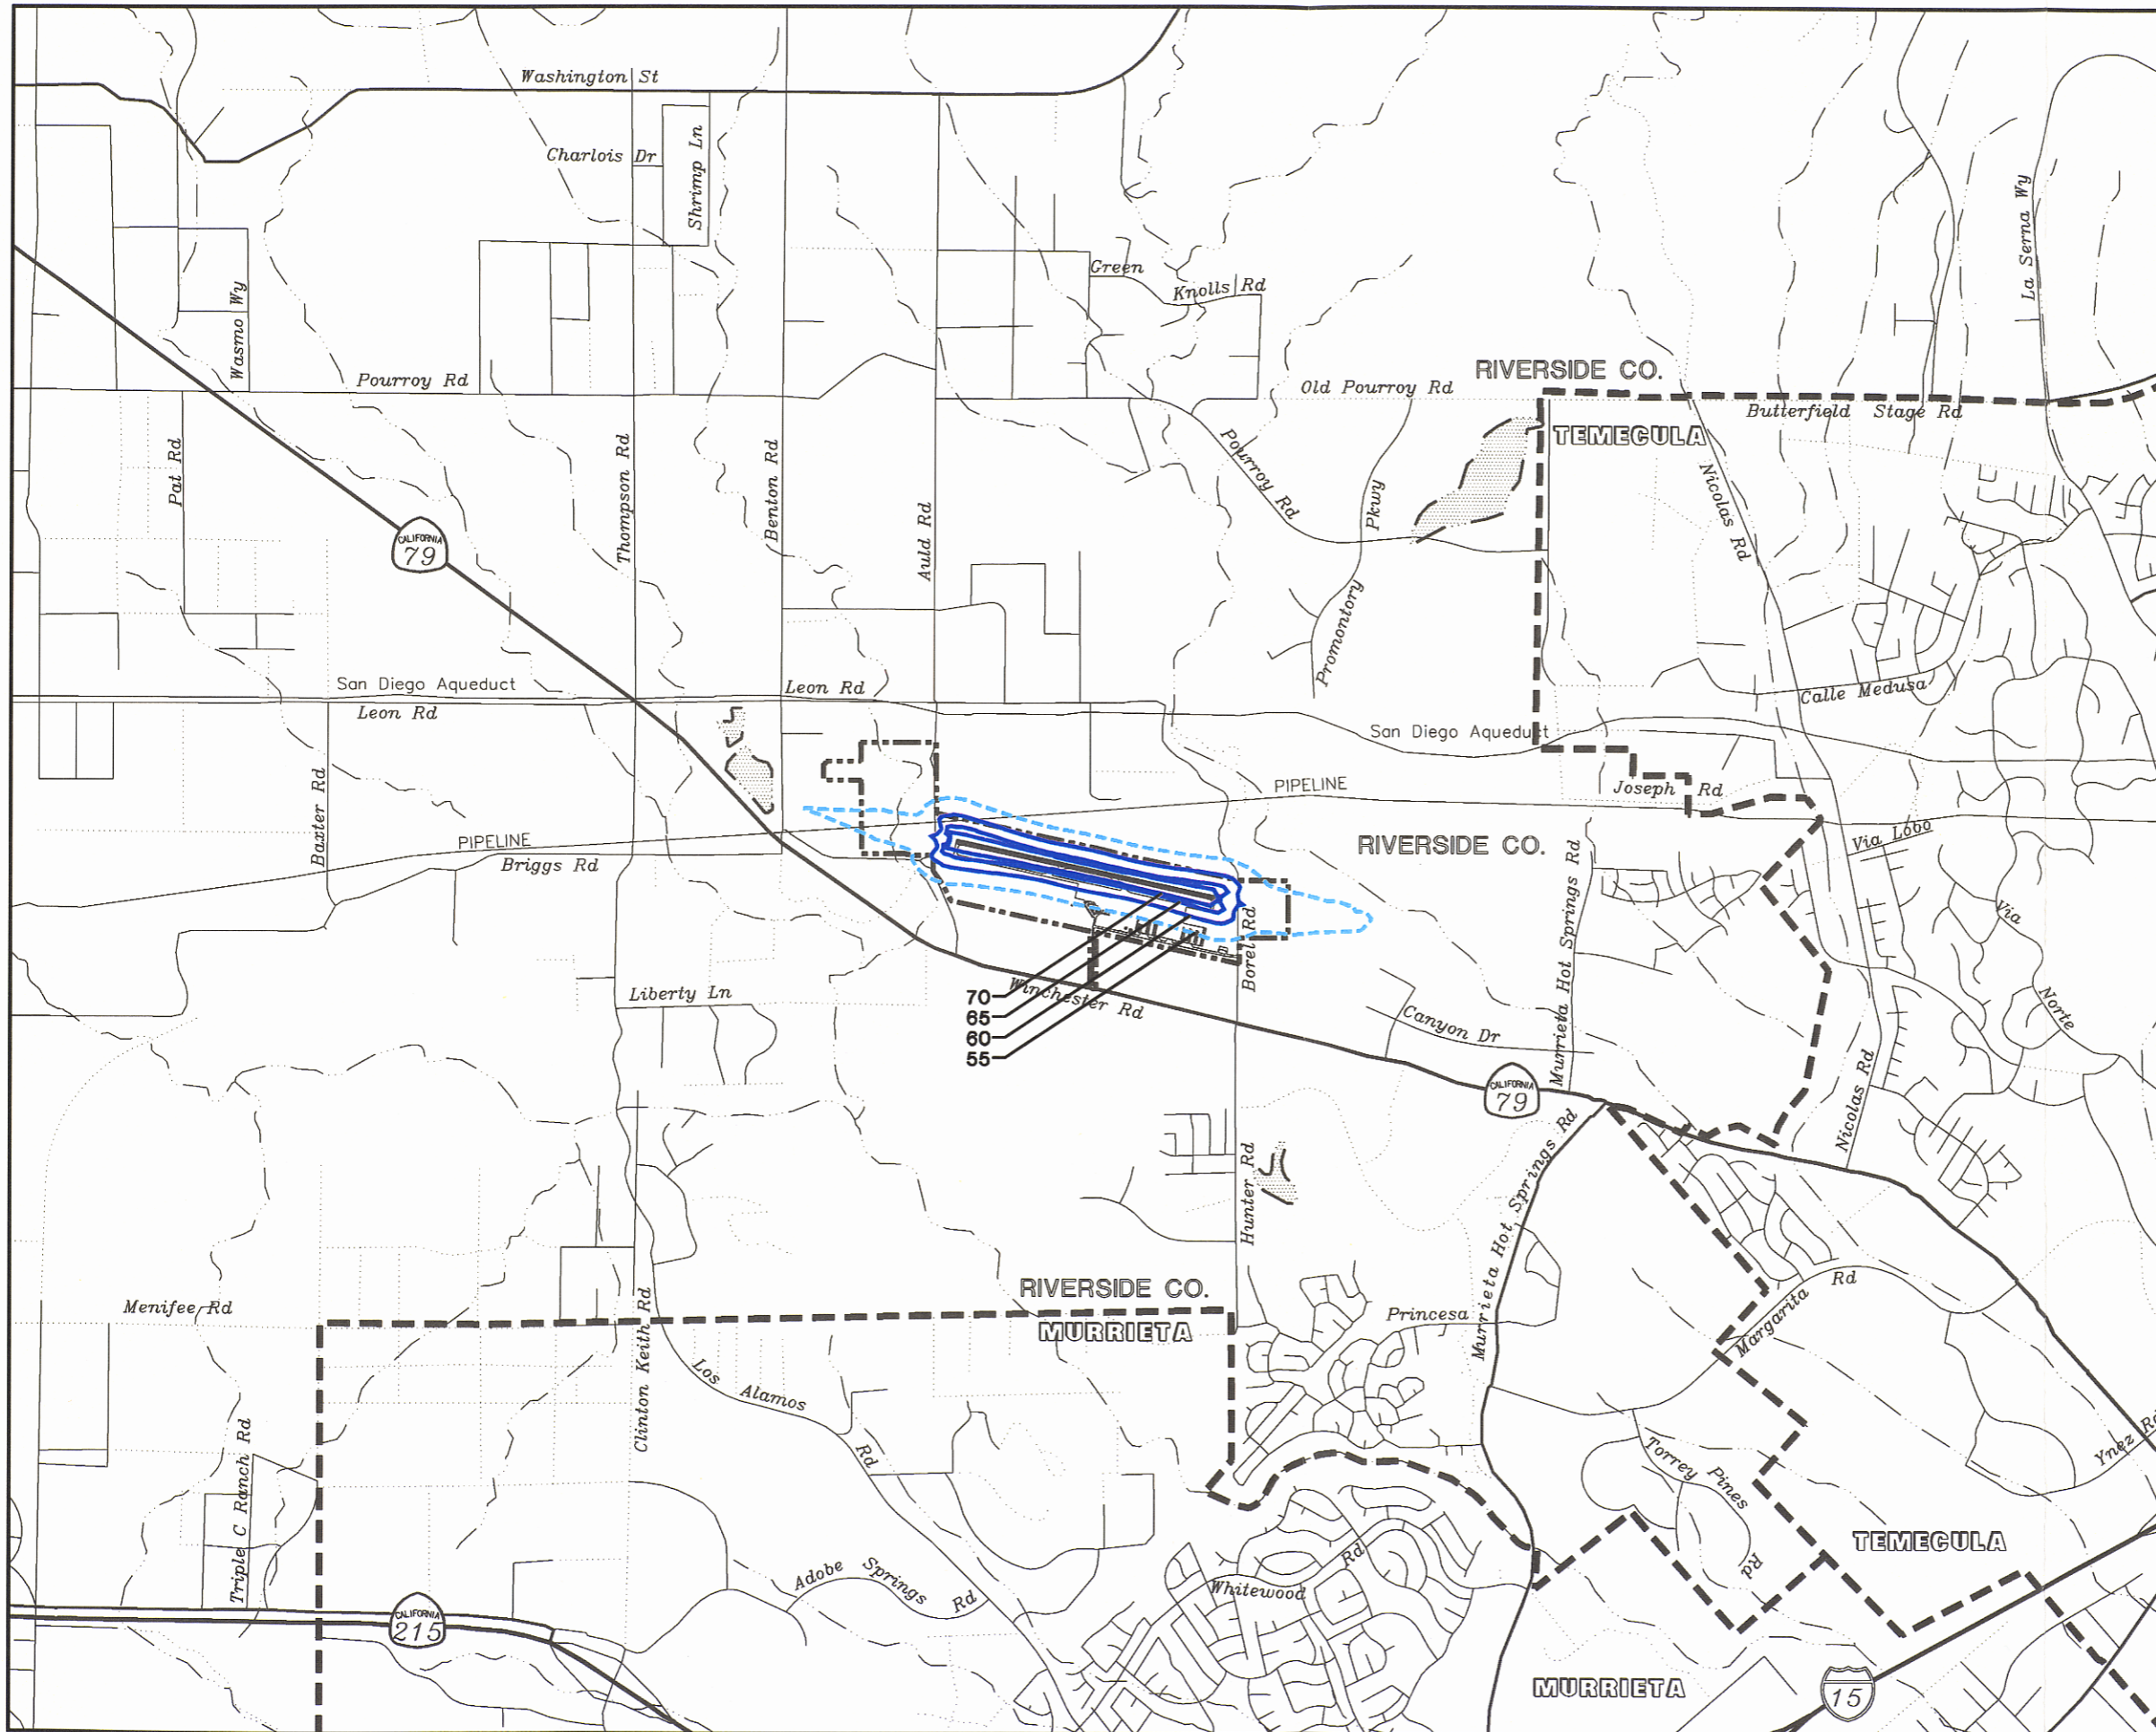 Washington St
Charlois Dr
Shrimp Ln
La Serna Wy
Green
Knolls Rd
Wasmo Wy
RIVERSIDE CO.
Pourroy Rd
Old Pourroy Rd
Butterfield Stage Rd
TEMECULA
Pat Rd
Thompson Rd
Benton Rd
Auld Rd
Pourroy Rd
Pkwy
Promontory
Nicolas Rd
CALIFORNIA
79
San Diego Aqueduct
Leon Rd
Leon Rd
Calle Medusa
San Diego Aqueduct
Baxter Rd
PIPELINE
Joseph Rd
PIPELINE
Briggs Rd
RIVERSIDE CO.
Via Lobo
Murrieta Hot Springs Rd
Via
Norte
Borel Rd
Liberty Ln
Winchester Rd
70
65
60
55
Canyon Dr
CALIFORNIA
79
Nicolas Rd
Murrieta Hot Springs Rd
Hunter Rd
RIVERSIDE CO.
MURRIETA
Menifee Rd
Clinton Keith Rd
Princesa
Margarita
Rd
Los
Alamos
Rd
Triple C Ranch Rd
Torrey
Pines
Rd
Ynez Rd
TEMECULA
Adobe
Springs
Rd
Whitewood
Rd
CALIFORNIA
215
MURRIETA
15